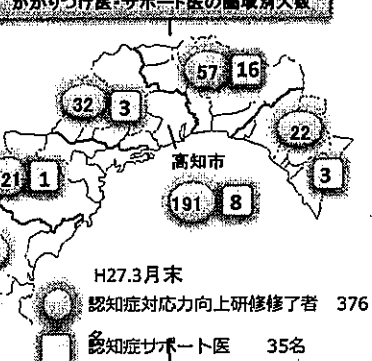 かかりつけ医・サポート医の圏域別人数
57 16
32 3
22
21 1
高知市
3
191 8
H27.3月末
認知症対応力向上研修修了者 376
名
認知症サポート医 35名